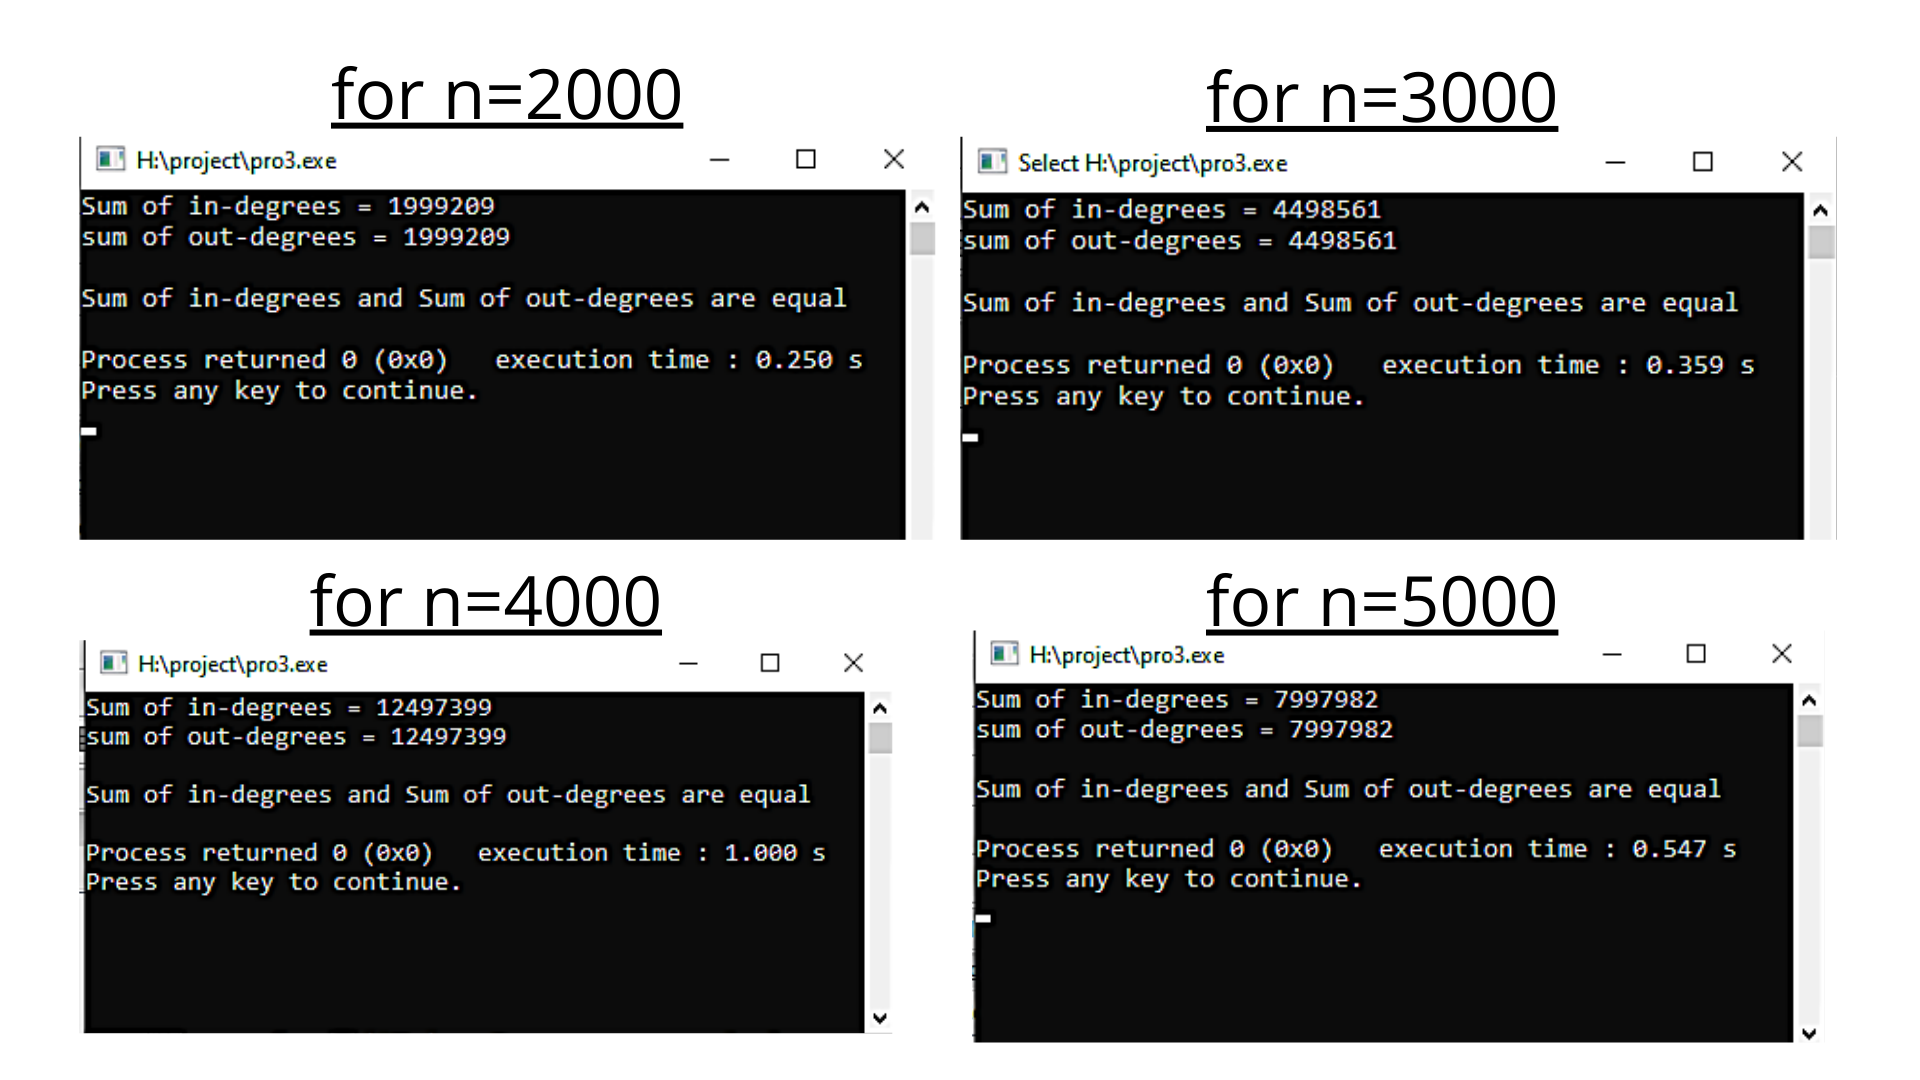 for n=2000
H:\project\pro3.exe
Sum of in-degrees = 1999209
sum of out-degrees = 1999209
Sum of in-degrees and Sum of out-degrees are equal
Process returned 0 (0x0)   execution time : 0.250 s
Press any key to continue.
for n=3000
Select H:\project\pro3.exe
Sum of in-degrees = 4498561
sum of out-degrees = 4498561
Sum of in-degrees and Sum of out-degrees are equal
Process returned 0 (0x0)   execution time : 0.359 s
Press any key to continue.
for n=4000
H:\project\pro3.exe
Sum of in-degrees = 12497399
sum of out-degrees = 12497399
Sum of in-degrees and Sum of out-degrees are equal
Process returned 0 (0x0)   execution time : 1.000 s
Press any key to continue.
for n=5000
H:\project\pro3.exe
Sum of in-degrees = 7997982
sum of out-degrees = 7997982
Sum of in-degrees and Sum of out-degrees are equal
Process returned 0 (0x0)   execution time : 0.547 s
Press any key to continue.